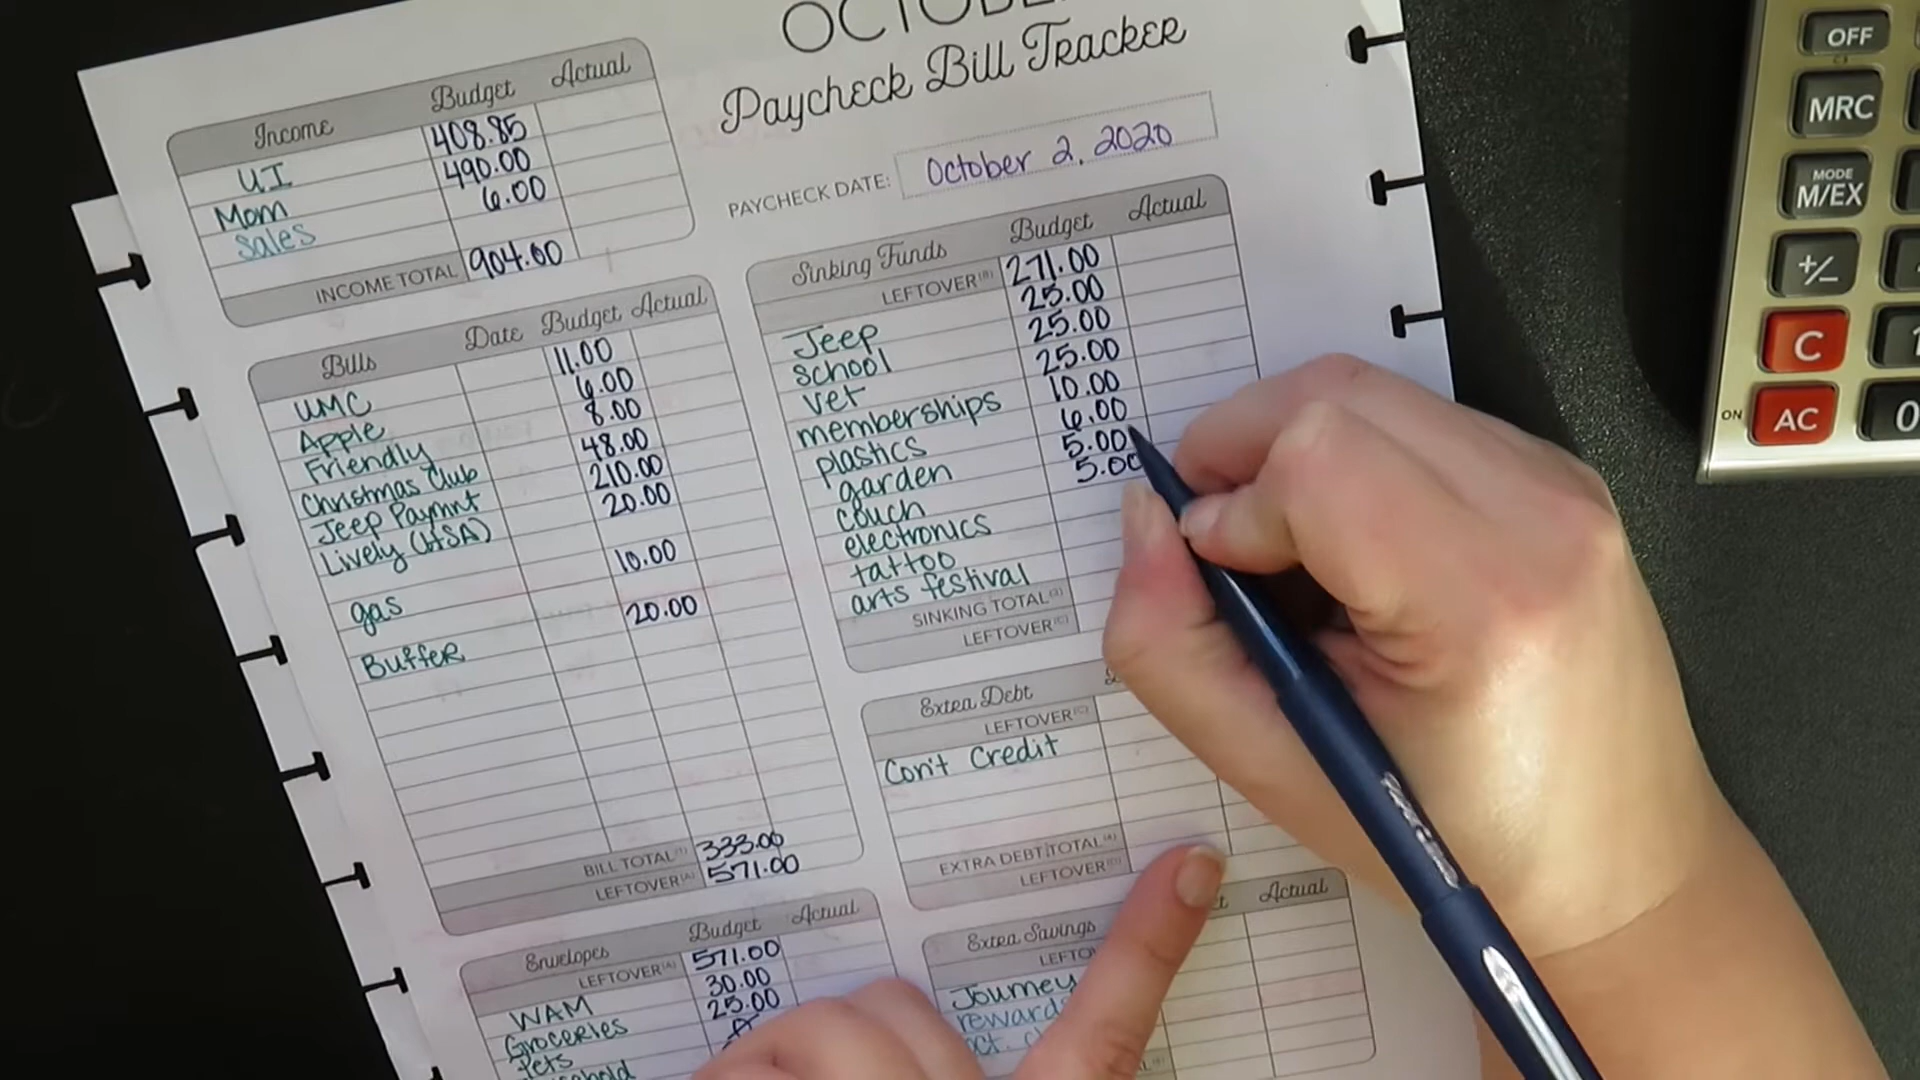 Paycheck Bill Tracker
PAYCHECK DATE: October 2, 2020
Income Budget Actual
UI 408.85
Mom 490.00
Sales 6.00
INCOME TOTAL 904.00
Bills Date Budget Actual
UMC 11.00
Apple 6.00
Friendly 8.00
Christmas Club 48.00
Jeep Paymnt 210.00
Lively (HSA) 20.00
gas 10.00
Buffer 20.00
BILL TOTAL 333.00
LEFTOVER(A) 571.00
Envelopes Budget Actual
LEFTOVER(A) 571.00
WAM 30.00
Groceries 25.00
Pets
Sinking Funds Budget Actual
LEFTOVER(B) 271.00
Jeep 25.00
school 25.00
vet 25.00
memberships 10.00
plastics 6.00
garden 5.00
couch 5.00
electronics
tattoo
arts festival
SINKING TOTAL
LEFTOVER(C)
Extra Debt
LEFTOVER(C)
Con't Credit
EXTRA DEBT TOTAL
LEFTOVER(D)
Extra Savings Actual
Journey
OFF
MRC
MODE
M/EX
+/-
C
ON AC 0